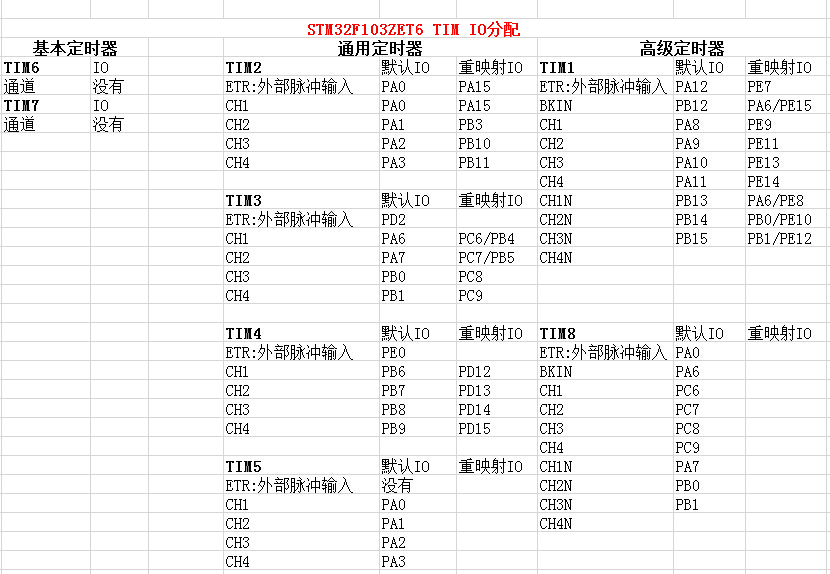 STM32F103ZET6 TIM IO分配
基本定时器 通用定时器 高级定时器
TIM6 IO TIM2 默认IO 重映射IO TIM1 默认IO 重映射IO
通道 没有 ETR:外部脉冲输入 PA0 PA15 ETR:外部脉冲输入 PA12 PE7
TIM7 IO CH1 PA0 PA15 BKIN PB12 PA6/PE15
通道 没有 CH2 PA1 PB3 CH1 PA8 PE9
CH3 PA2 PB10 CH2 PA9 PE11
CH4 PA3 PB11 CH3 PA10 PE13
CH4 PA11 PE14
TIM3 默认IO 重映射IO CH1N PB13 PA6/PE8
ETR:外部脉冲输入 PD2 CH2N PB14 PB0/PE10
CH1 PA6 PC6/PB4 CH3N PB15 PB1/PE12
CH2 PA7 PC7/PB5 CH4N
CH3 PB0 PC8
CH4 PB1 PC9
TIM4 默认IO 重映射IO TIM8 默认IO 重映射IO
ETR:外部脉冲输入 PE0 ETR:外部脉冲输入 PA0
CH1 PB6 PD12 BKIN PA6
CH2 PB7 PD13 CH1 PC6
CH3 PB8 PD14 CH2 PC7
CH4 PB9 PD15 CH3 PC8
CH4 PC9
TIM5 默认IO 重映射IO CH1N PA7
ETR:外部脉冲输入 没有 CH2N PB0
CH1 PA0 CH3N PB1
CH2 PA1 CH4N
CH3 PA2
CH4 PA3